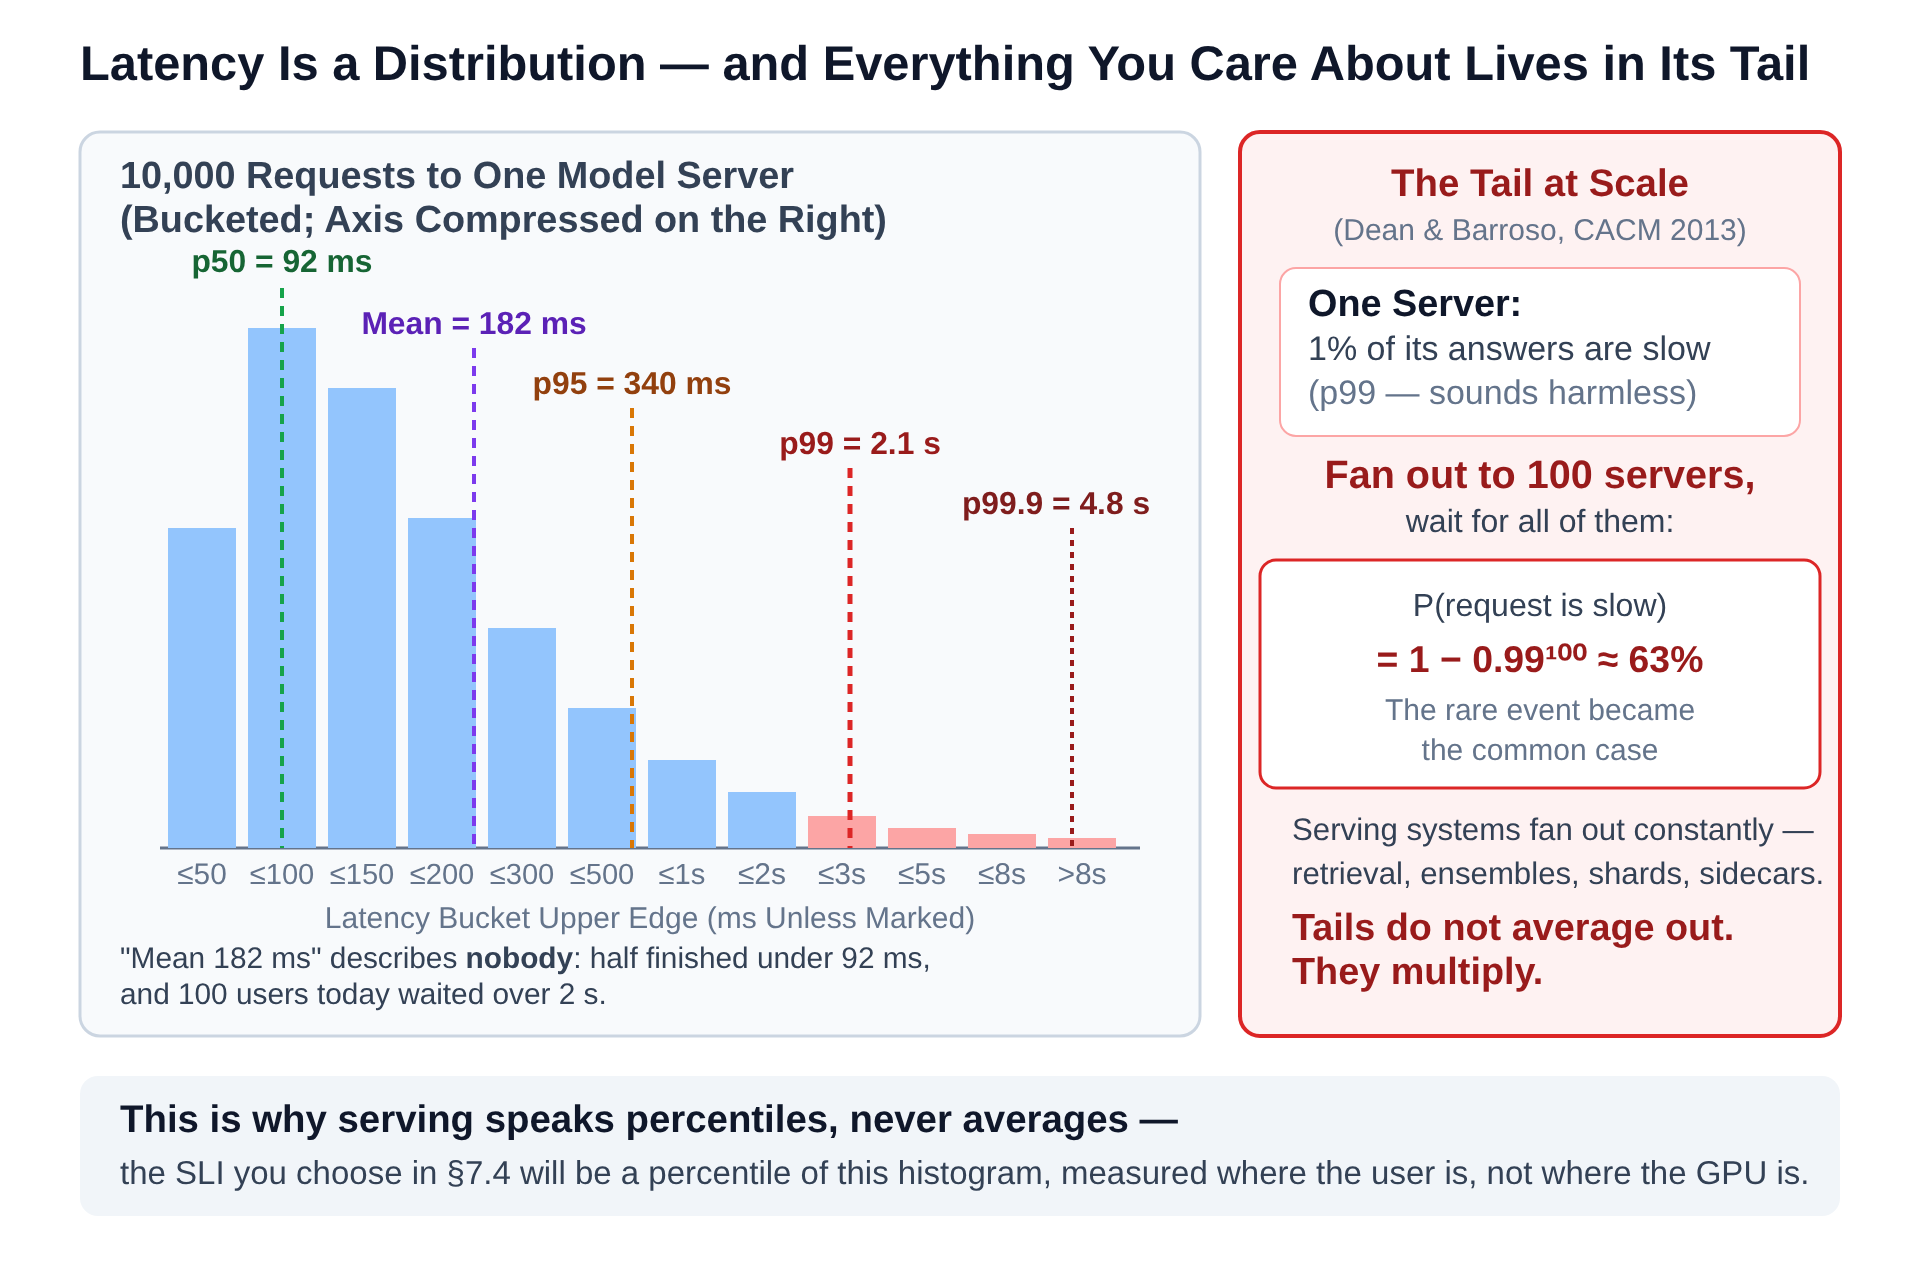 Latency Is a Distribution — and Everything You Care About Lives in Its Tail
10,000 Requests to One Model Server
(Bucketed; Axis Compressed on the Right)
p50 = 92 ms
Mean = 182 ms
p95 = 340 ms
p99 = 2.1 s
p99.9 = 4.8 s
≤50 ≤100 ≤150 ≤200 ≤300 ≤500 ≤1s ≤2s ≤3s ≤5s ≤8s >8s
Latency Bucket Upper Edge (ms Unless Marked)
"Mean 182 ms" describes nobody: half finished under 92 ms,
and 100 users today waited over 2 s.
The Tail at Scale
(Dean & Barroso, CACM 2013)
One Server:
1% of its answers are slow
(p99 — sounds harmless)
Fan out to 100 servers,
wait for all of them:
P(request is slow)
= 1 − 0.99¹⁰⁰ ≈ 63%
The rare event became
the common case
Serving systems fan out constantly —
retrieval, ensembles, shards, sidecars.
Tails do not average out.
They multiply.
This is why serving speaks percentiles, never averages —
the SLI you choose in §7.4 will be a percentile of this histogram, measured where the user is, not where the GPU is.